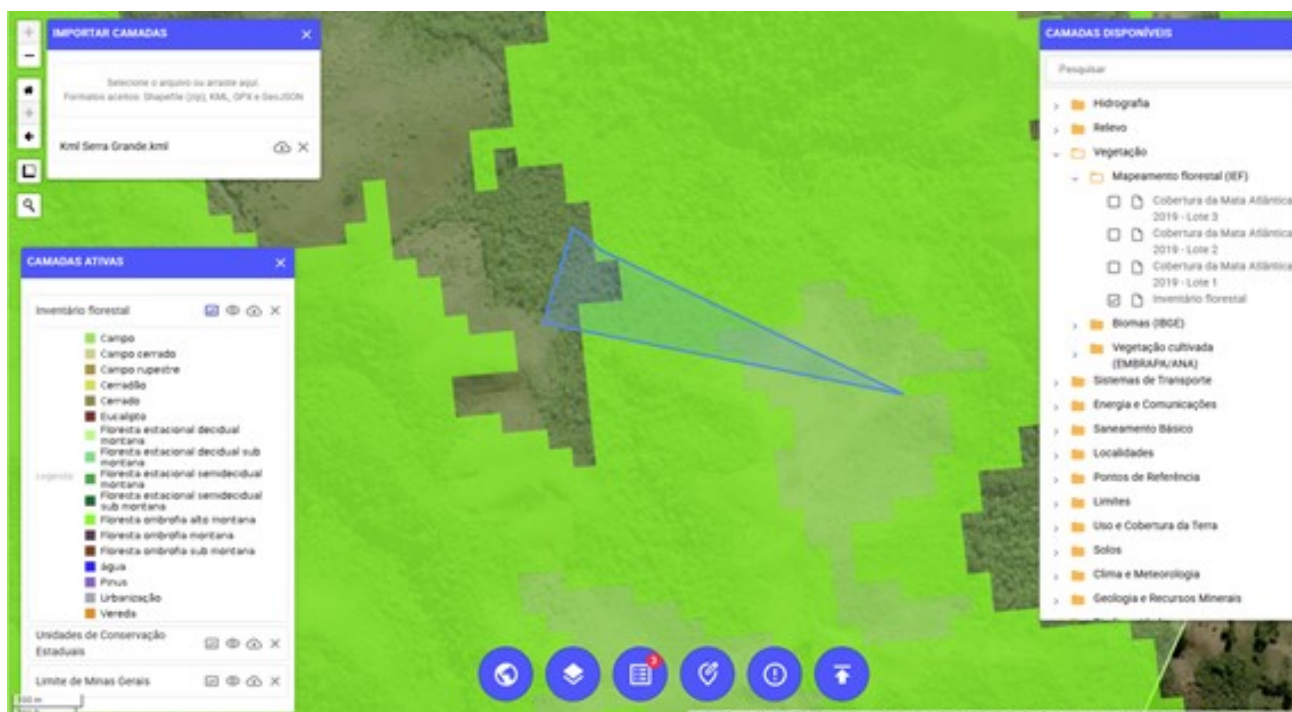 IMPORTAR CAMADAS
Selecione o arquivo ou arraste aqui.
Formatos aceitos: Shapefile (zip), KML, GPX e GeoJSON
Kml Serra Grande.kml
CAMADAS ATIVAS
Inventário florestal
Legenda
Campo
Campo cerrado
Campo rupestre
Cerradão
Cerrado
Eucalipto
Floresta estacional decidual
montana
Floresta estacional decidual sub
montana
Floresta estacional semidecidual
montana
Floresta estacional semidecidual
sub montana
Floresta ombrofia alto montana
Floresta ombrofia montana
Floresta ombrofia sub montana
água
Pinus
Urbanização
Vereda
Unidades de Conservação
Estaduais
Limite de Minas Gerais
3
CAMADAS DISPONÍVEIS
Pesquisar
Hidrografia
Relevo
Vegetação
Mapeamento florestal (IEF)
Cobertura da Mata Atlântica
2019 - Lote 3
Cobertura da Mata Atlântica
2019 - Lote 2
Cobertura da Mata Atlântica
2019 - Lote 1
Inventário florestal
Biomas (IBGE)
Vegetação cultivada
(EMBRAPA/ANA)
Sistemas de Transporte
Energia e Comunicações
Saneamento Básico
Localidades
Pontos de Referência
Limites
Uso e Cobertura da Terra
Solos
Clima e Meteorologia
Geologia e Recursos Minerais